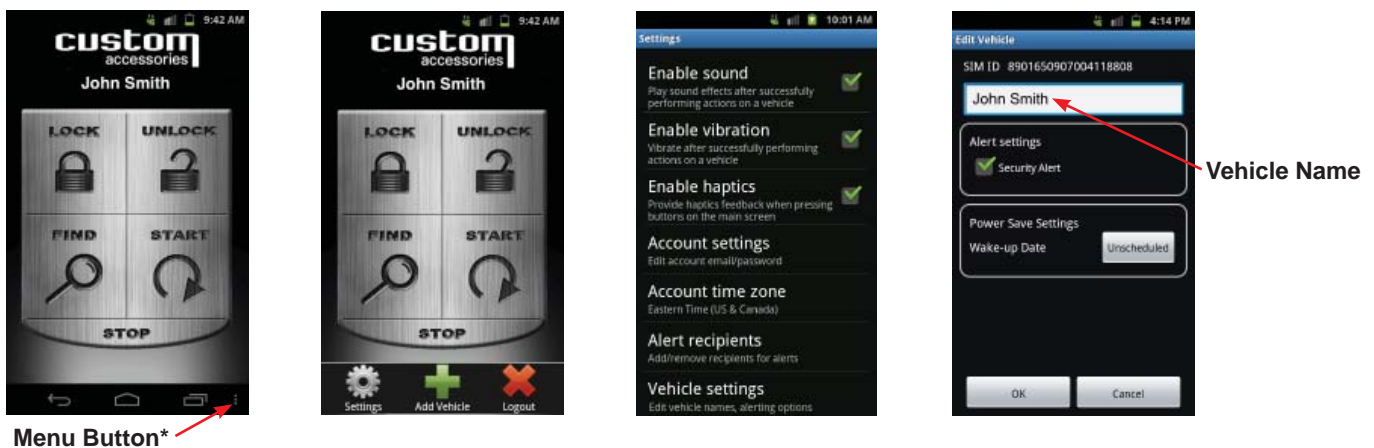 9:42 AM
custom
accessories
John Smith
LOCK
UNLOCK
FIND
START
STOP
Menu Button*
9:42 AM
custom
accessories
John Smith
LOCK
UNLOCK
FIND
START
STOP
Settings
Add Vehicle
Logout
10:01 AM
Settings
Enable sound
Play sound effects after successfully
performing actions on a vehicle
Enable vibration
Vibrate after successfully performing
actions on a vehicle
Enable haptics
Provide haptics feedback when pressing
buttons on the main screen
Account settings
Edit account email/password
Account time zone
Eastern Time (US & Canada)
Alert recipients
Add/remove recipients for alerts
Vehicle settings
Edit vehicle names, alerting options
4:14 PM
Edit Vehicle
SIM ID 8901650907004118808
John Smith
Vehicle Name
Alert settings
Security Alert
Power Save Settings
Wake-up Date
Unscheduled
OK
Cancel